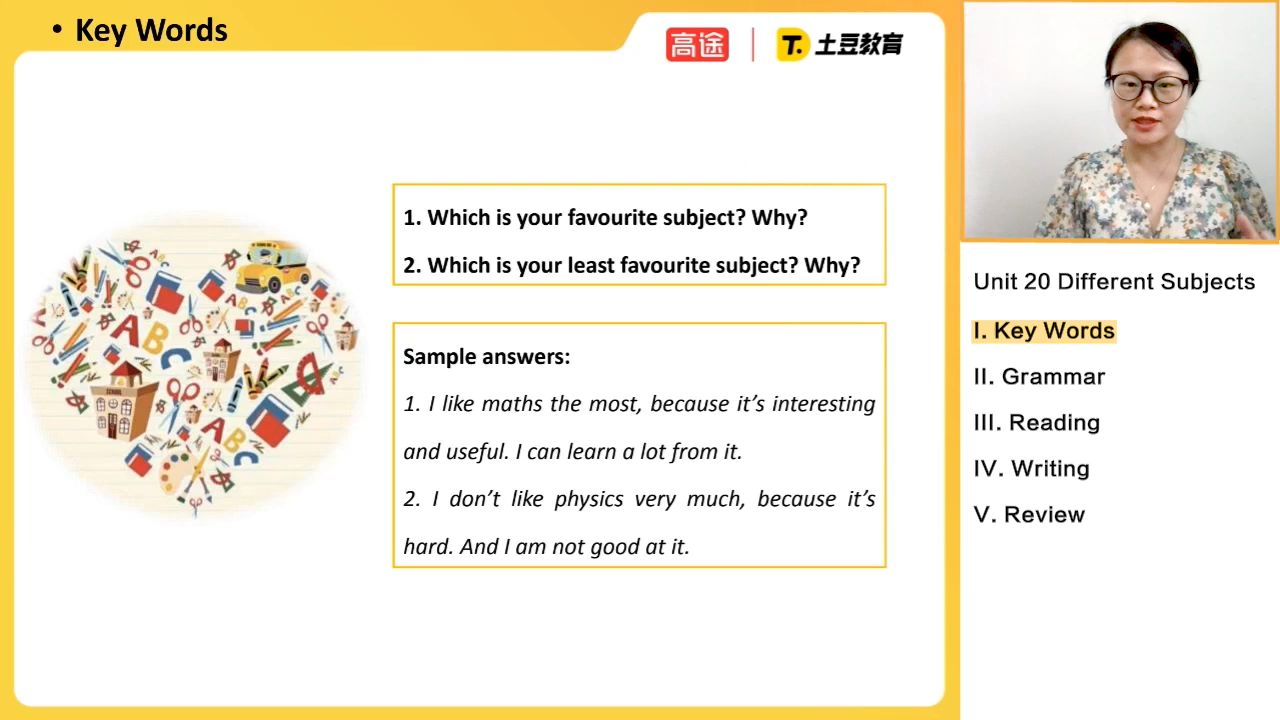 • Key Words
高途 | T. 土豆教育
1. Which is your favourite subject? Why?
2. Which is your least favourite subject? Why?
Sample answers:
1. I like maths the most, because it's interesting
and useful. I can learn a lot from it.
2. I don't like physics very much, because it's
hard. And I am not good at it.
A B C
SCHOOL
Unit 20 Different Subjects
I. Key Words
II. Grammar
III. Reading
IV. Writing
V. Review